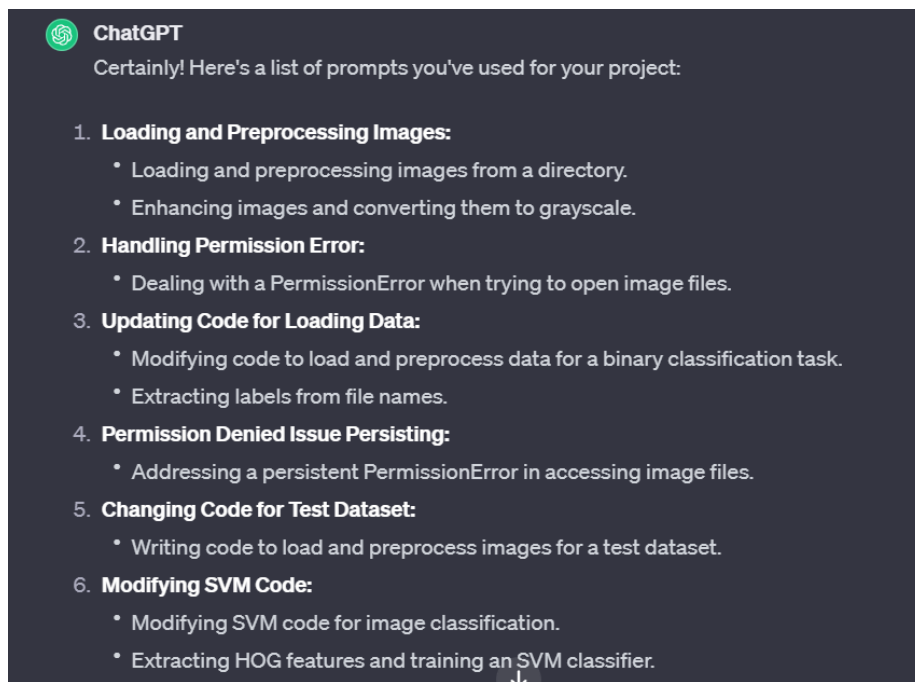 ChatGPT
Certainly! Here's a list of prompts you've used for your project:
1. Loading and Preprocessing Images:
• Loading and preprocessing images from a directory.
• Enhancing images and converting them to grayscale.
2. Handling Permission Error:
• Dealing with a PermissionError when trying to open image files.
3. Updating Code for Loading Data:
• Modifying code to load and preprocess data for a binary classification task.
• Extracting labels from file names.
4. Permission Denied Issue Persisting:
• Addressing a persistent PermissionError in accessing image files.
5. Changing Code for Test Dataset:
• Writing code to load and preprocess images for a test dataset.
6. Modifying SVM Code:
• Modifying SVM code for image classification.
• Extracting HOG features and training an SVM classifier.